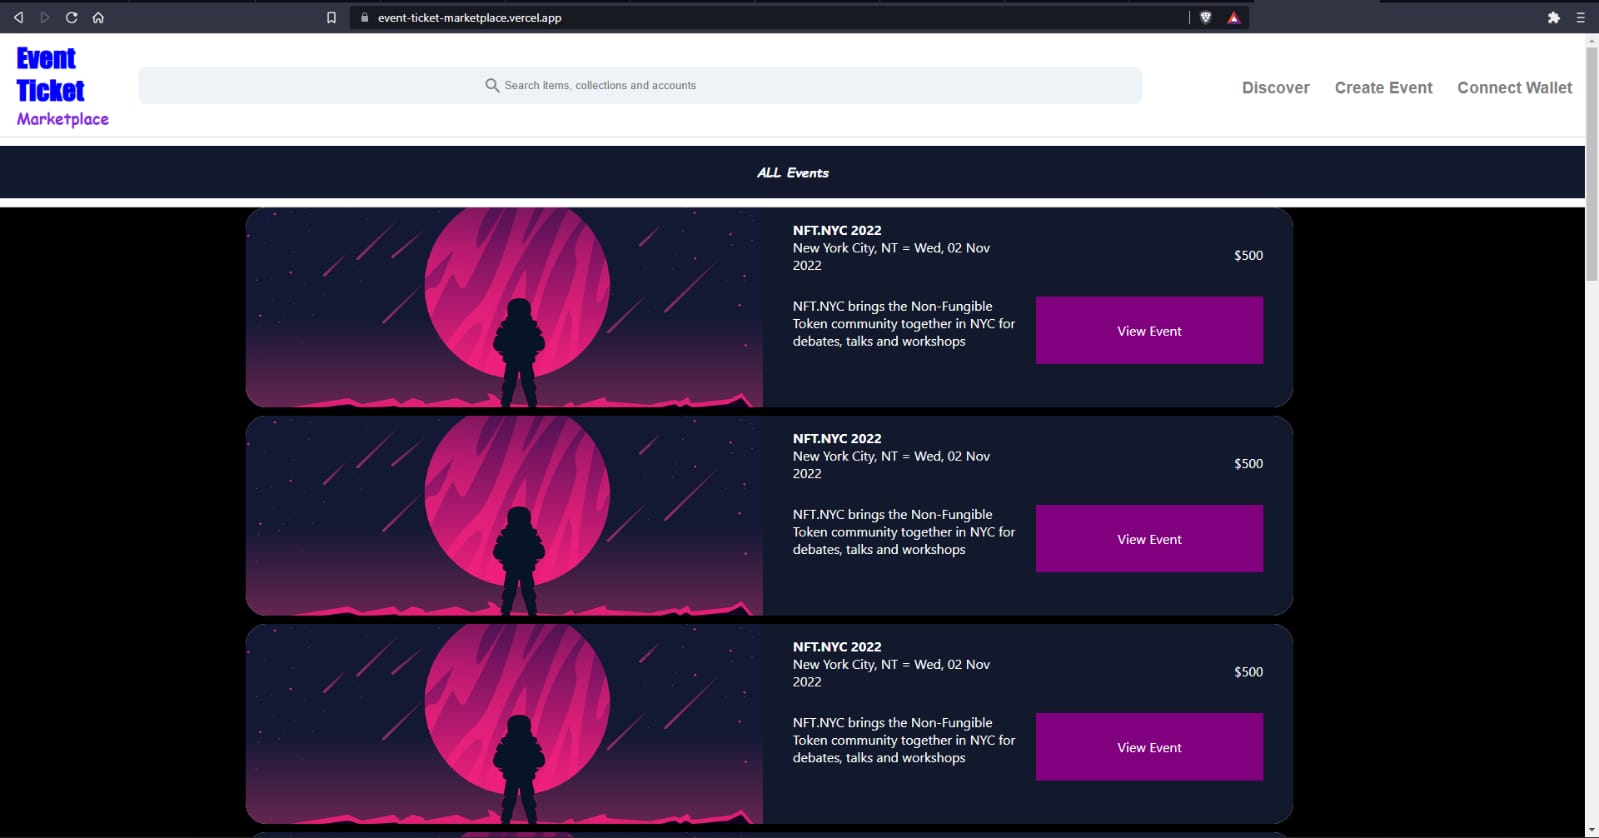 event-ticket-marketplace.vercel.app
Event
Ticket
Marketplace
Search items, collections and accounts
Discover
Create Event
Connect Wallet
ALL Events
NFT.NYC 2022
New York City, NT = Wed, 02 Nov
2022
$500
NFT.NYC brings the Non-Fungible
Token community together in NYC for
debates, talks and workshops
View Event
NFT.NYC 2022
New York City, NT = Wed, 02 Nov
2022
$500
NFT.NYC brings the Non-Fungible
Token community together in NYC for
debates, talks and workshops
View Event
NFT.NYC 2022
New York City, NT = Wed, 02 Nov
2022
$500
NFT.NYC brings the Non-Fungible
Token community together in NYC for
debates, talks and workshops
View Event